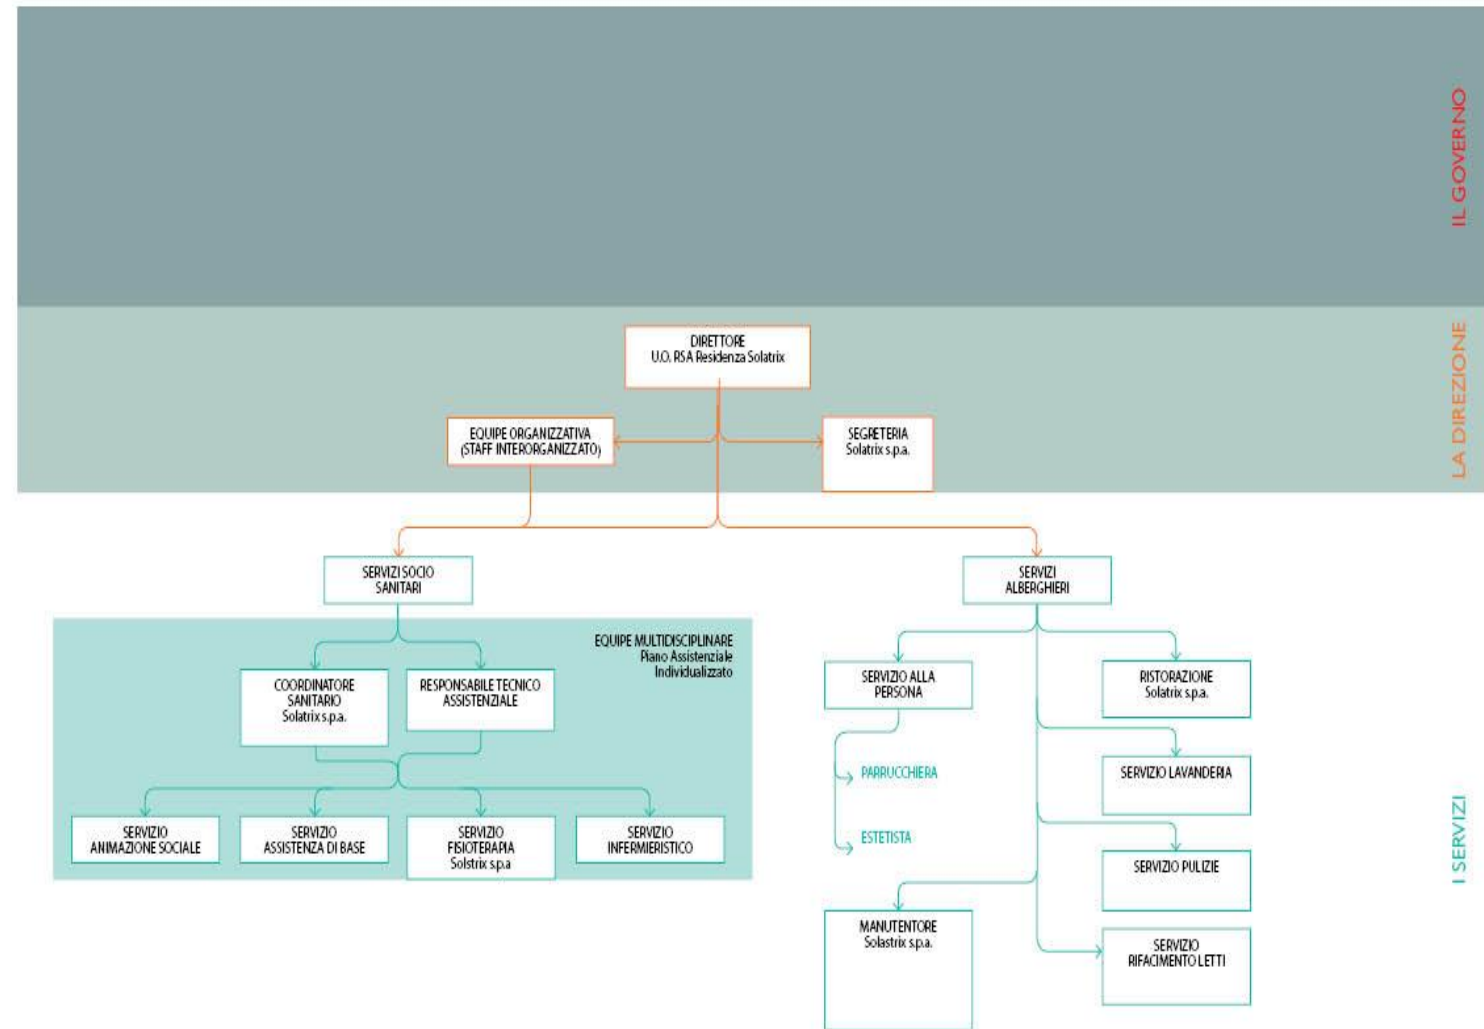 IL GOVERNO
LA DIREZIONE
DIRETTORE
U.O. RSA Residenza Solatrix
EQUIPE ORGANIZZATIVA
(STAFF INTERORGANIZZATO)
SEGRETERIA
Solatrix s.p.a.
SERVIZI SOCIO
SANITARI
SERVIZI
ALBERGHIERI
EQUIPE MULTIDISCIPLINARE
Piano Assistenziale
Individualizzato
COORDINATORE
SANITARIO
Solatrix s.p.a.
RESPONSABILE TECNICO
ASSISTENZIALE
SERVIZIO
ANIMAZIONE SOCIALE
SERVIZIO
ASSISTENZA DI BASE
SERVIZIO
FISIOTERAPIA
Solstrix s.p.a
SERVIZIO
INFERMIERISTICO
SERVIZIO ALLA
PERSONA
RISTORAZIONE
Solatrix s.p.a.
PARRUCCHIERA
SERVIZIO LAVANDERIA
ESTETISTA
SERVIZIO PULIZIE
MANUTENTORE
Solastrix s.p.a.
SERVIZIO
RIFACIMENTO LETTI
I SERVIZI